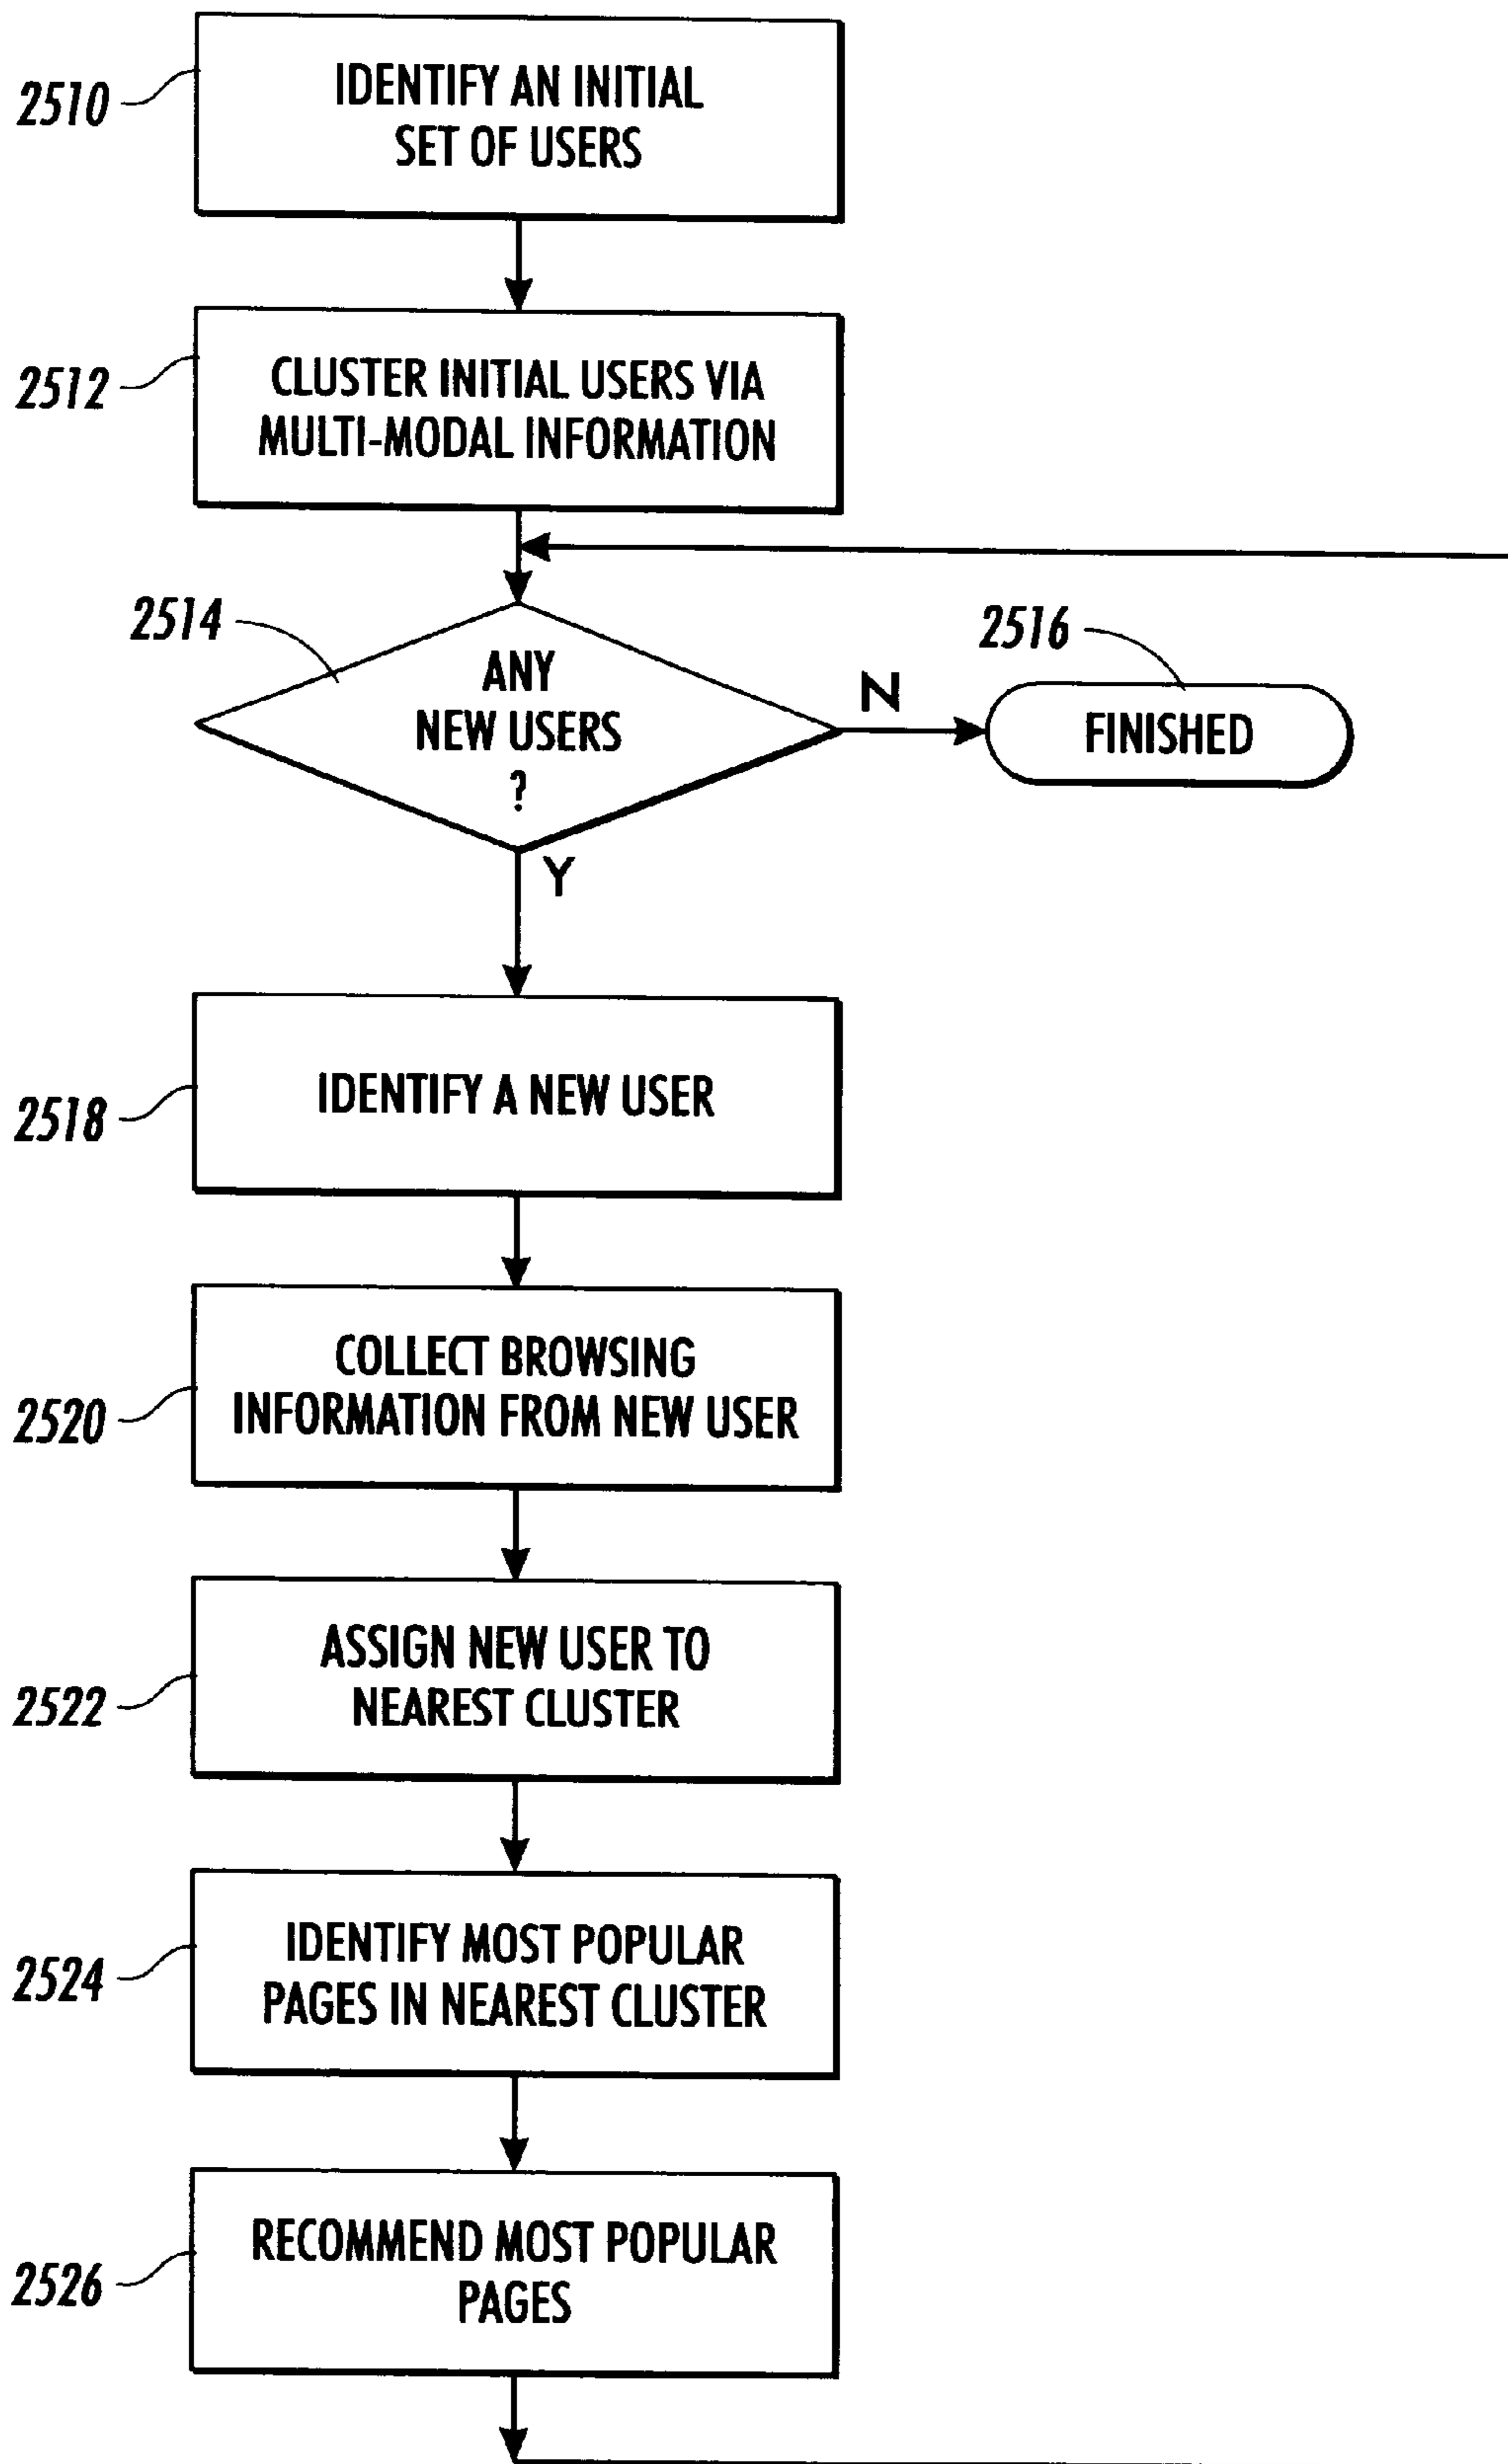 2510
IDENTIFY AN INITIAL
SET OF USERS
2512
CLUSTER INITIAL USERS VIA
MULTI-MODAL INFORMATION
2514
ANY
NEW USERS
?
N
2516
FINISHED
Y
2518
IDENTIFY A NEW USER
2520
COLLECT BROWSING
INFORMATION FROM NEW USER
2522
ASSIGN NEW USER TO
NEAREST CLUSTER
2524
IDENTIFY MOST POPULAR
PAGES IN NEAREST CLUSTER
2526
RECOMMEND MOST POPULAR
PAGES